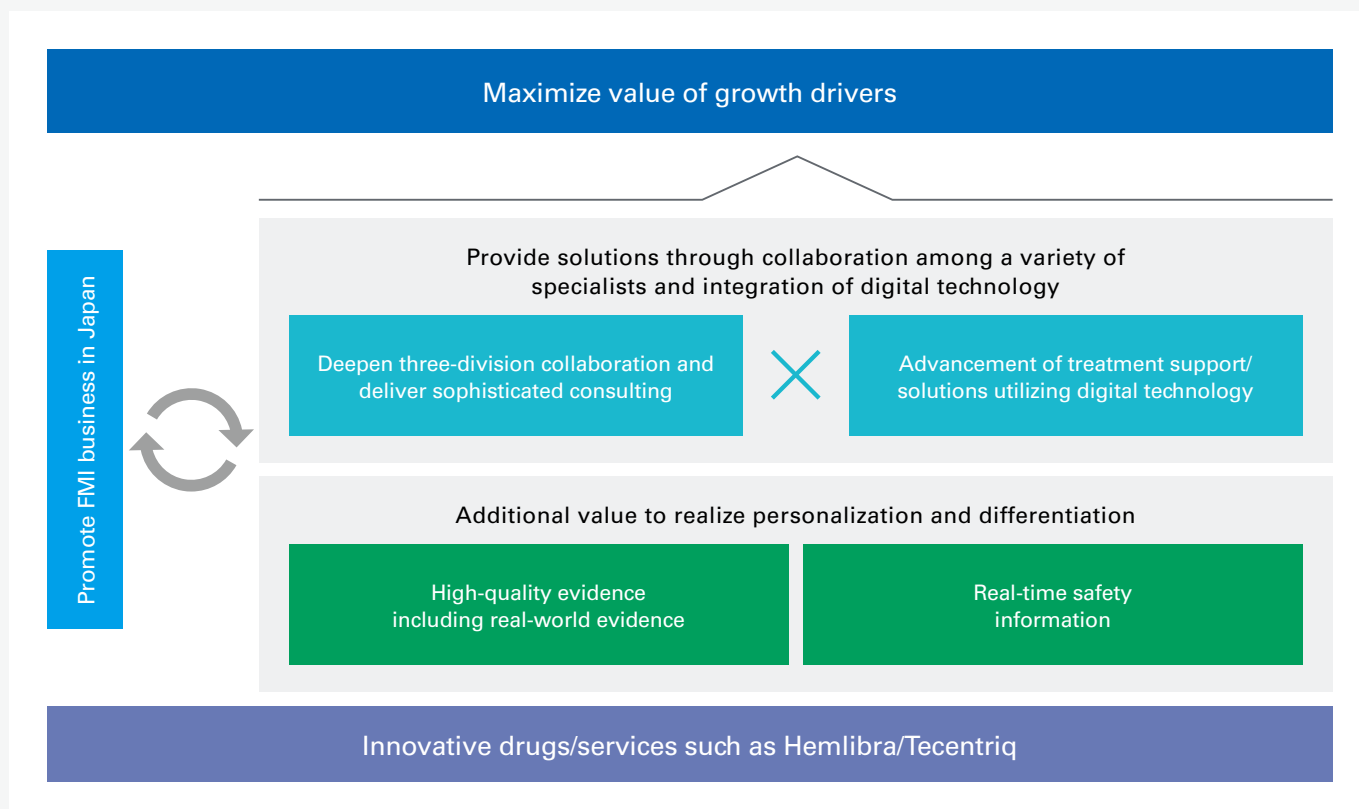 Maximize value of growth drivers
Promote FMI business in Japan
Provide solutions through collaboration among a variety of
specialists and integration of digital technology
Deepen three-division collaboration and
deliver sophisticated consulting
Advancement of treatment support/
solutions utilizing digital technology
Additional value to realize personalization and differentiation
High-quality evidence
including real-world evidence
Real-time safety
information
Innovative drugs/services such as Hemlibra/Tecentriq